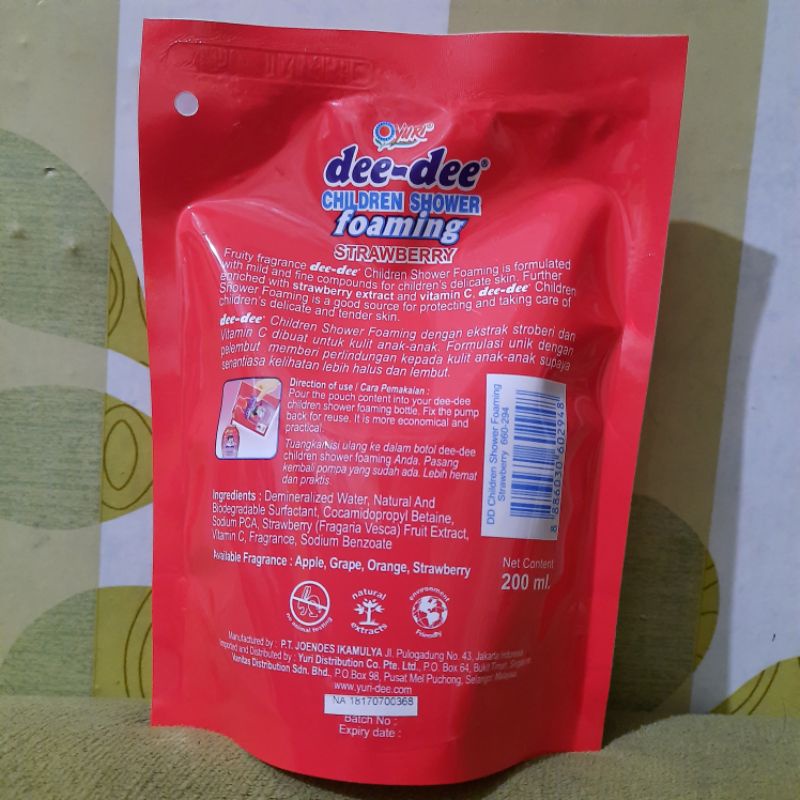 YURI
dee-dee®
CHILDREN SHOWER
foaming
STRAWBERRY
Fruity fragrance dee-dee® Children Shower Foaming is formulated
with mild and fine compounds for children's delicate skin. Further
enriched with strawberry extract and vitamin C, dee-dee® Children
Shower Foaming is a good source for protecting and taking care of
children's delicate and tender skin.
dee-dee® Children Shower Foaming dengan ekstrak stroberi dan
Vitamin C dibuat untuk kulit anak-anak. Formulasi unik dengan
pelembut memberi perlindungan kepada kulit anak-anak supaya
senantiasa kelihatan lebih halus dan lembut.
Direction of use / Cara Pemakaian :
Pour the pouch content into your dee-dee
children shower foaming bottle. Fix the pump
back for reuse. It is more economical and
practical.
Tuangkan isi ulang ke dalam botol dee-dee
children shower foaming Anda. Pasang
kembali pompa yang sudah ada. Lebih hemat
dan praktis.
DD Children Shower Foaming
Strawberry 660-294
8 886030 602948
Ingredients : Demineralized Water, Natural And
Biodegradable Surfactant, Cocamidopropyl Betaine,
Sodium PCA, Strawberry (Fragaria Vesca) Fruit Extract,
Vitamin C, Fragrance, Sodium Benzoate
Available Fragrance : Apple, Grape, Orange, Strawberry
Net Content
200 ml.
no animal testing
natural
extracts
environment
Friendly
Manufactured by : P.T. JOENOES IKAMULYA Jl. Pulogadung No. 43, Jakarta Indonesia
Imported and Distributed by : Yuri Distribution Co. Pte. Ltd., P.O. Box 64, Bukit Timah, Singapore
Venitas Distribution Sdn. Bhd., P.O Box 98, Pusat Mel Puchong, Selangor Malaysia.
www.yuri-dee.com
NA 18170700368
Batch No :
Expiry date :